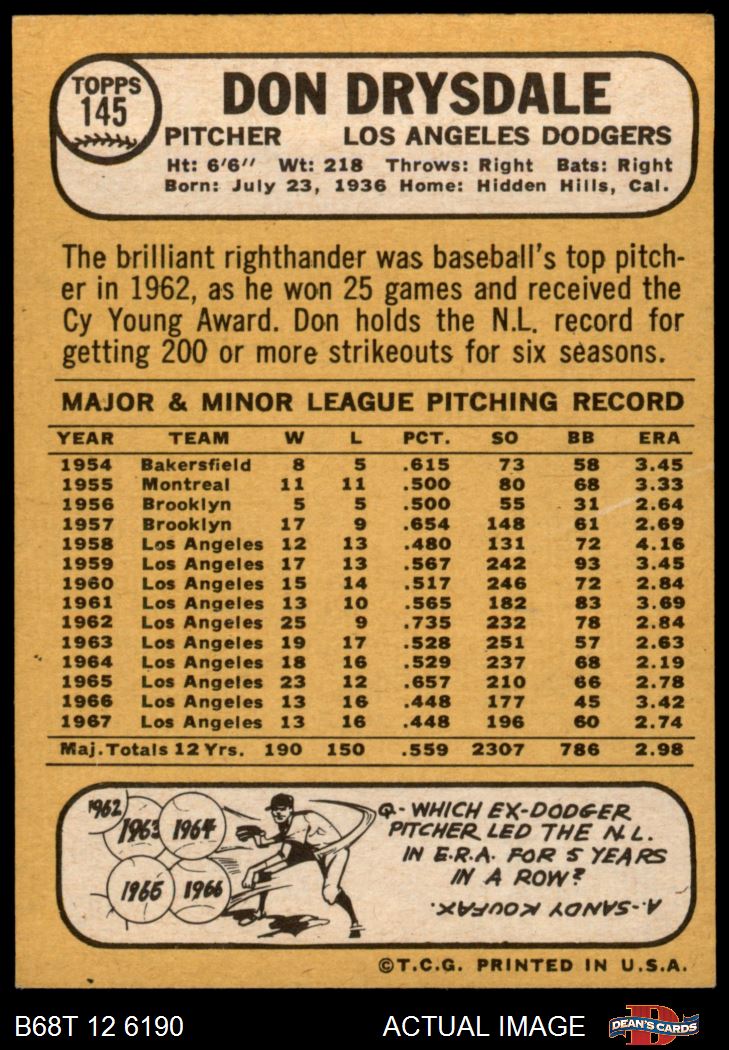 TOPPS
145
DON DRYSDALE
PITCHER LOS ANGELES DODGERS
Ht: 6'6" Wt: 218 Throws: Right Bats: Right
Born: July 23, 1936 Home: Hidden Hills, Cal.
The brilliant righthander was baseball's top pitch-
er in 1962, as he won 25 games and received the
Cy Young Award. Don holds the N.L. record for
getting 200 or more strikeouts for six seasons.
MAJOR & MINOR LEAGUE PITCHING RECORD
YEAR TEAM W L PCT. SO BB ERA
1954 Bakersfield 8 5 .615 73 58 3.45
1955 Montreal 11 11 .500 80 68 3.33
1956 Brooklyn 5 5 .500 55 31 2.64
1957 Brooklyn 17 9 .654 148 61 2.69
1958 Los Angeles 12 13 .480 131 72 4.16
1959 Los Angeles 17 13 .567 242 93 3.45
1960 Los Angeles 15 14 .517 246 72 2.84
1961 Los Angeles 13 10 .565 182 83 3.69
1962 Los Angeles 25 9 .735 232 78 2.84
1963 Los Angeles 19 17 .528 251 57 2.63
1964 Los Angeles 18 16 .529 237 68 2.19
1965 Los Angeles 23 12 .657 210 66 2.78
1966 Los Angeles 13 16 .448 177 45 3.42
1967 Los Angeles 13 16 .448 196 60 2.74
Maj. Totals 12 Yrs. 190 150 .559 2307 786 2.98
1962
1963 1964
1965 1966
Q- WHICH EX-DODGER
PITCHER LED THE N.L.
IN E.R.A. FOR 5 YEARS
IN A ROW?
A-SANDY KOUFAX.
©T.C.G. PRINTED IN U.S.A.
B68T 12 6190 ACTUAL IMAGE
D
DEAN'S CARDS